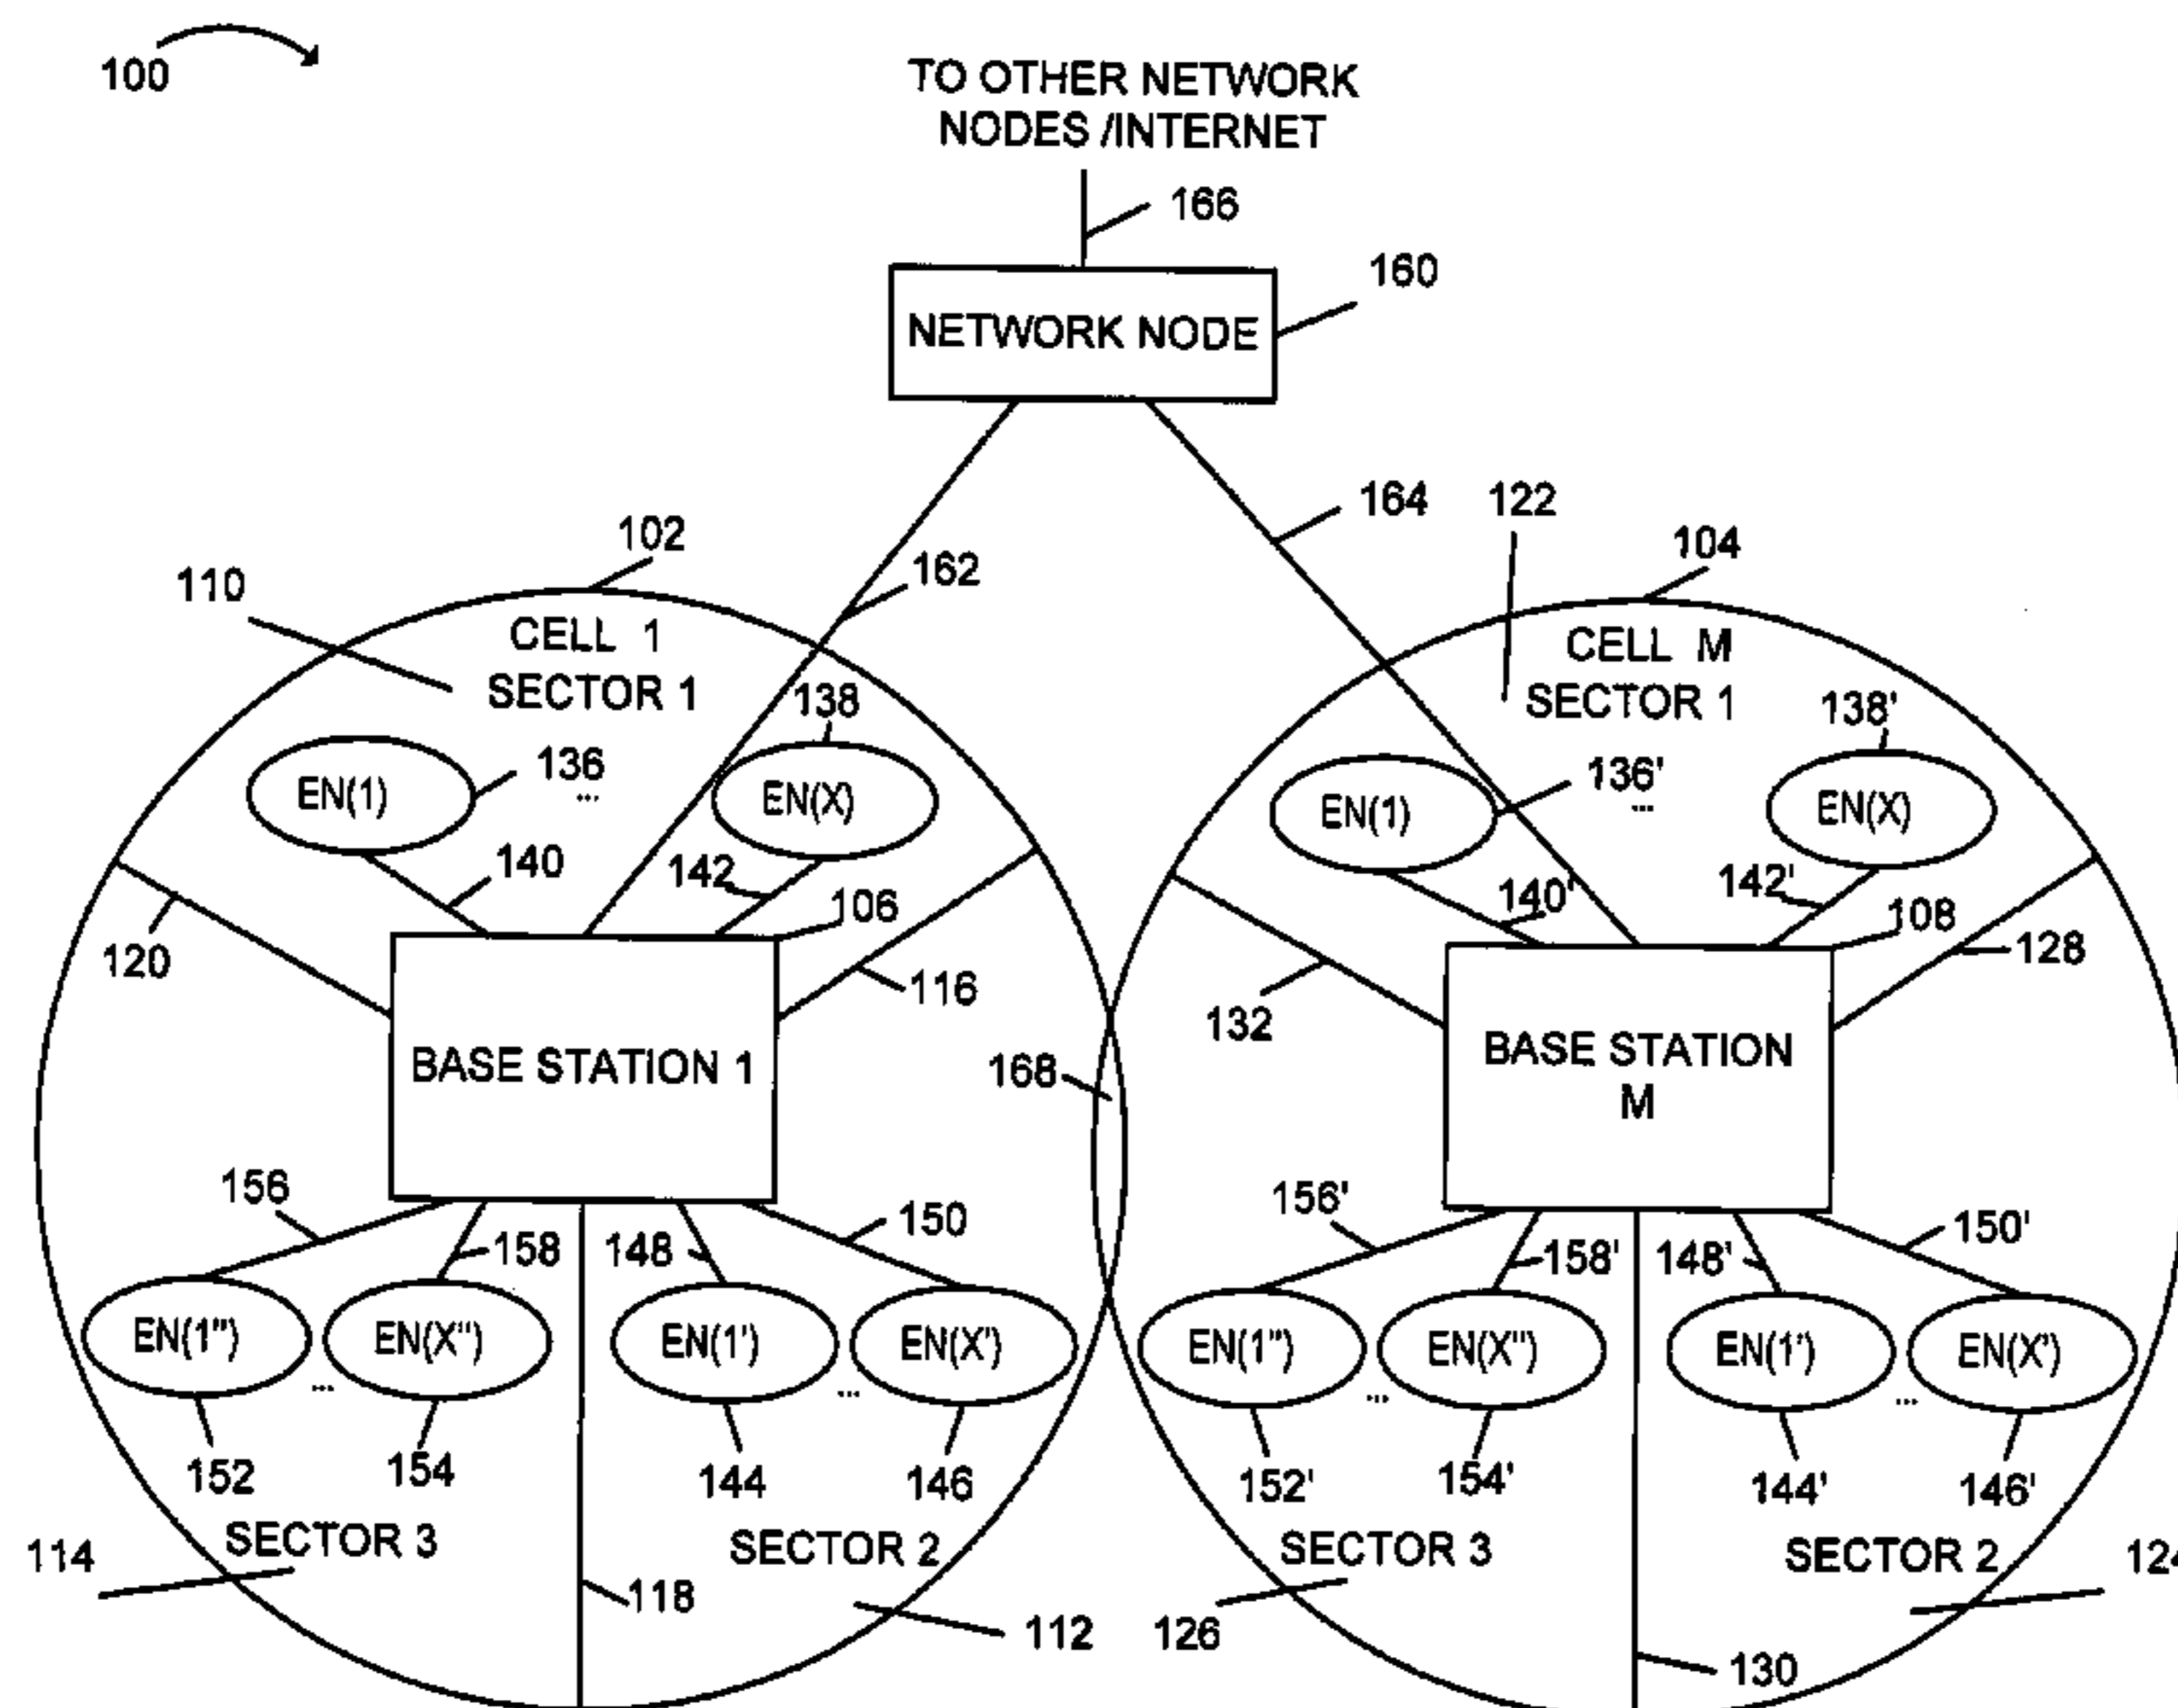 100
TO OTHER NETWORK
NODES /INTERNET
166
160
NETWORK NODE
164
122
102
104
162
110
CELL 1
SECTOR 1
CELL M
SECTOR 1
138
138'
136
...
136'
...
EN(1)
EN(X)
EN(1)
EN(X)
140
142
140'
142'
106
108
120
116
132
128
BASE STATION 1
168
BASE STATION
M
156
158
148
150
156'
158'
148'
150'
EN(1'')
...
EN(X'')
EN(1')
...
EN(X')
EN(1'')
...
EN(X'')
EN(1')
...
EN(X')
152
154
144
146
152'
154'
144'
146'
114
SECTOR 3
SECTOR 2
SECTOR 3
SECTOR 2
118
112
126
130